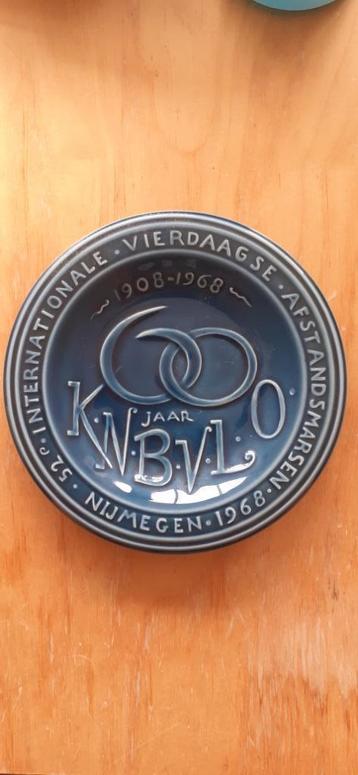 52e INTERNATIONALE · VIERDAAGSE · AFSTANDSMARSEN ·
NIJMEGEN · 1968 ·
~ 1908-1968 ~
60
JAAR
K.N.B.V.L.O.